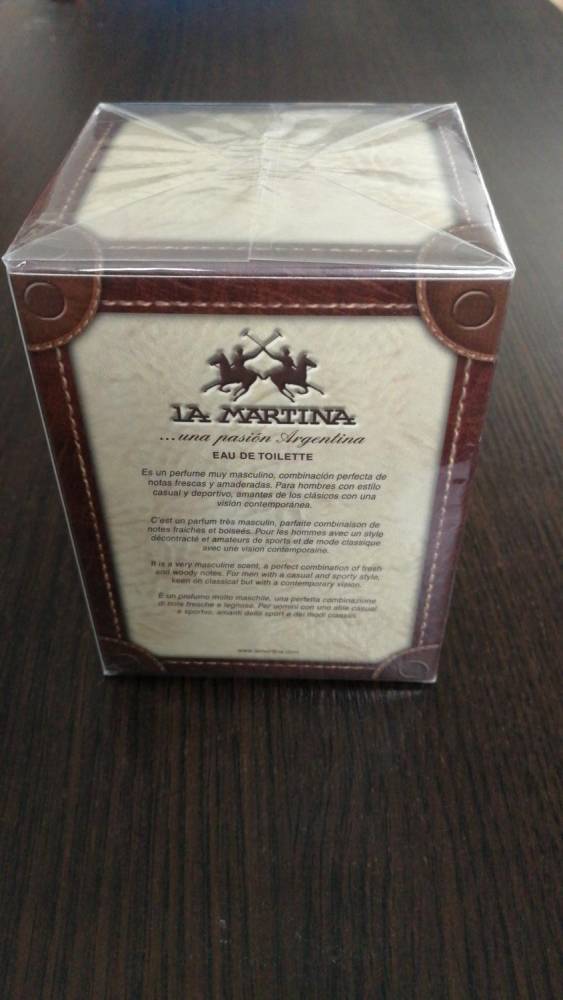 LA MARTINA
...una pasión Argentina
EAU DE TOILETTE
Es un perfume muy masculino, combinación perfecta de
notas frescas y amaderadas. Para hombres con estilo
casual y deportivo, amantes de los clásicos con una
visión contemporánea.
C'est un parfum très masculin, parfaite combinaison de
notes fraîches et boisées. Pour les hommes avec un style
décontracté et amateurs de sports et de mode classique
avec une vision contemporaine.
It is a very masculine scent, a perfect combination of fresh
and woody notes. For men with a casual and sporty style,
keen on classical but with a contemporary vision.
È un profumo molto maschile, una perfetta combinazione
di note fresche e legnose. Per uomini con uno stile casual
e sportivo, amanti dello sport e dei modi classici.
www.lamartina.com